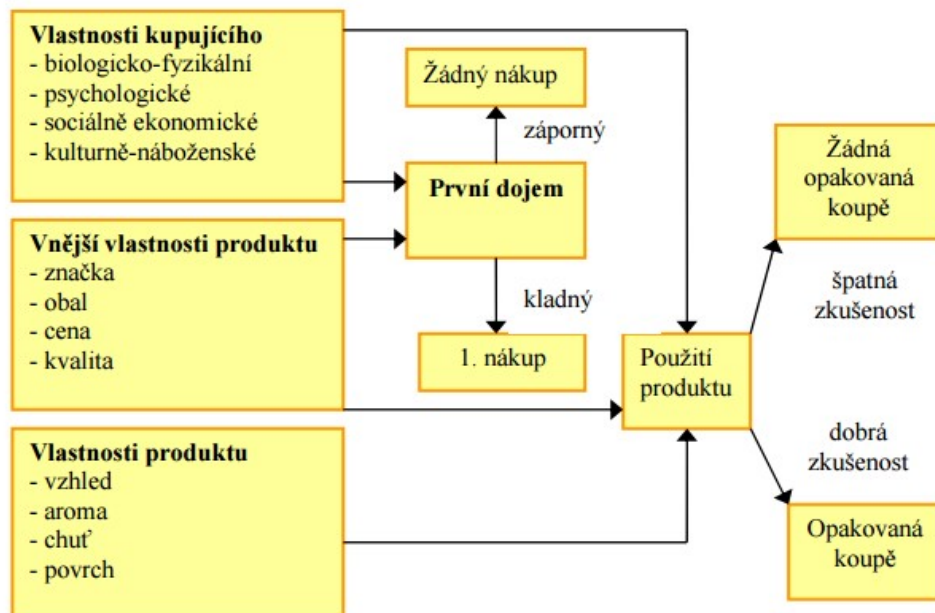 Vlastnosti kupujícího
- biologicko-fyzikální
- psychologické
- sociálně ekonomické
- kulturně-náboženské
Vnější vlastnosti produktu
- značka
- obal
- cena
- kvalita
Vlastnosti produktu
- vzhled
- aroma
- chuť
- povrch
Žádný nákup
záporný
První dojem
kladný
1. nákup
Použití
produktu
Žádná
opakovaná
koupě
špatná
zkušenost
dobrá
zkušenost
Opakovaná
koupě